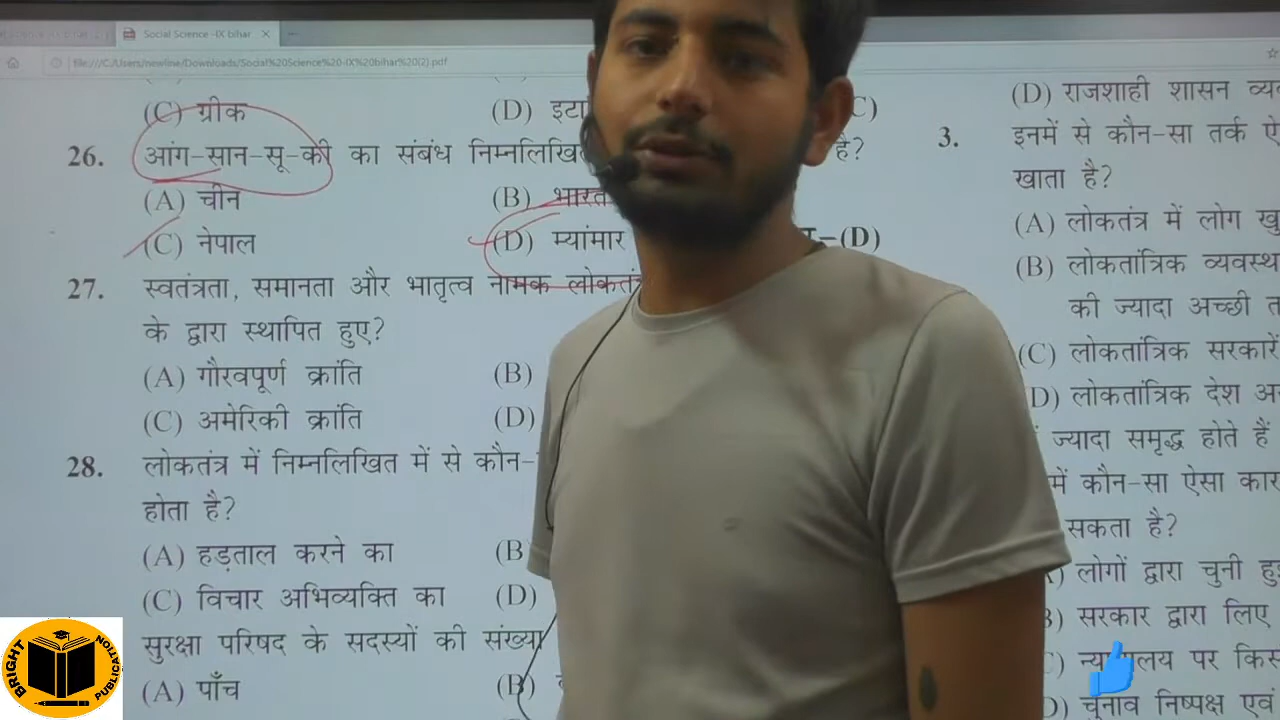 Social Science -IX bihar
file:///C:/Users/newline/Downloads/Social%20Science%20-IX%20bihar%20(2).pdf
(C) ग्रीक (D) इटा C)
26. आंग-सान-सू-की का संबंध निम्नलिखि है?
(A) चीन (B) भारत
(C) नेपाल (D) म्यांमार -(D)
27. स्वतंत्रता, समानता और भातृत्व नामक लोकतं
के द्वारा स्थापित हुए?
(A) गौरवपूर्ण क्रांति (B)
(C) अमेरिकी क्रांति (D)
28. लोकतंत्र में निम्नलिखित में से कौन-
होता है?
(A) हड़ताल करने का (B
(C) विचार अभिव्यक्ति का (D)
सुरक्षा परिषद के सदस्यों की संख्या
(A) पाँच (B)
(D) राजशाही शासन व्य
3. इनमें से कौन-सा तर्क ऐ
खाता है?
(A) लोकतंत्र में लोग खु
(B) लोकतांत्रिक व्यवस्थ
की ज्यादा अच्छी त
(C) लोकतांत्रिक सरकारें
D) लोकतांत्रिक देश अ
ज्यादा समृद्ध होते हैं
में कौन-सा ऐसा कार
सकता है?
) लोगों द्वारा चुनी हु
3) सरकार द्वारा लिए
) पर किस
D) चुनाव निष्पक्ष एवं
BRIGHT PUBLICATION